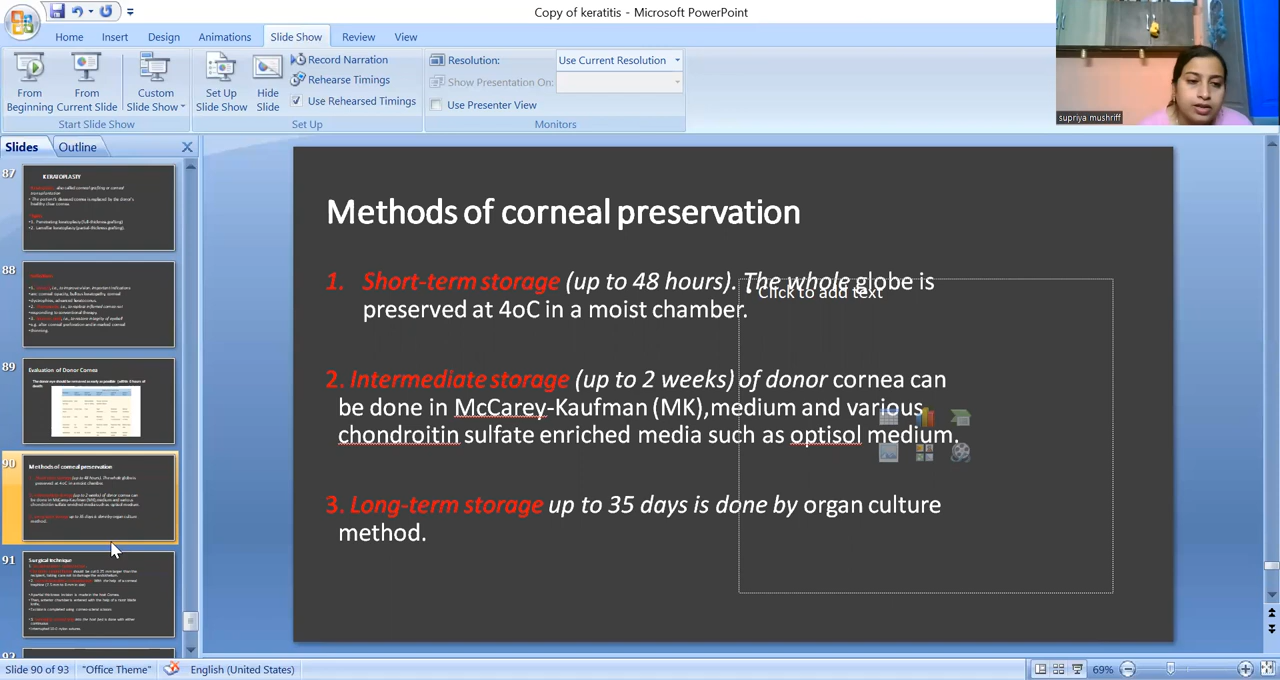 Copy of keratitis - Microsoft PowerPoint
Home Insert Design Animations Slide Show Review View
From Beginning
From Current Slide
Custom Slide Show
Start Slide Show
Set Up Slide Show
Hide Slide
Record Narration
Rehearse Timings
Use Rehearsed Timings
Set Up
Resolution: Use Current Resolution
Show Presentation On:
Use Presenter View
Monitors
supriya mushriff
Slides Outline
87
KERATOPLASTY
88
89
Evaluation of Donor Cornea
90
Methods of corneal preservation
91
Surgical technique
Methods of corneal preservation
1. Short-term storage (up to 48 hours). The whole globe is
preserved at 4oC in a moist chamber.
Click to add text
2. Intermediate storage (up to 2 weeks) of donor cornea can
be done in McCarey-Kaufman (MK),medium and various
chondroitin sulfate enriched media such as optisol medium.
3. Long-term storage up to 35 days is done by organ culture
method.
Slide 90 of 93 "Office Theme" English (United States) 69%